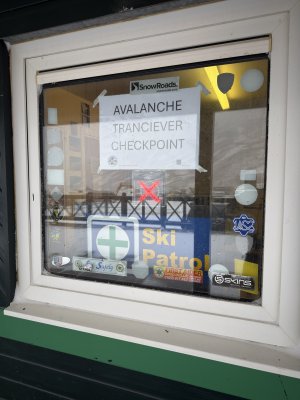 SnowRoads.
AVALANCHE
TRANCIEVER
CHECKPOINT
Ski
Patrol
SKINS